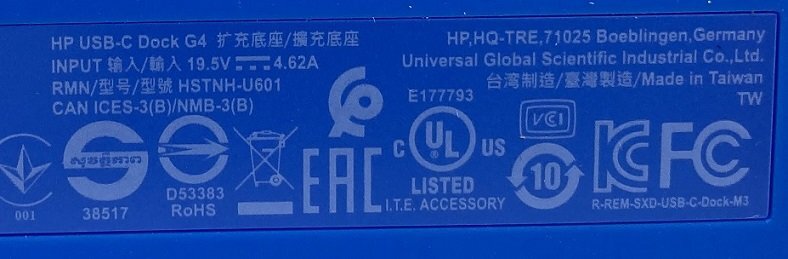 HP USB-C Dock G4 扩充底座/擴充底座
INPUT 输入/輸入 19.5V⎓4.62A
RMN/型号/型號 HSTNH-U601
CAN ICES-3(B)/NMB-3(B)
HP,HQ-TRE,71025 Boeblingen,Germany
Universal Global Scientific Industrial Co.,Ltd.
台湾制造/臺灣製造/Made in Taiwan
TW
001
38517
D53383
RoHS
EAC
E177793
C UL US
LISTED
I.T.E. ACCESSORY
VCI
10
KC
FC
R-REM-SXD-USB-C-Dock-M3